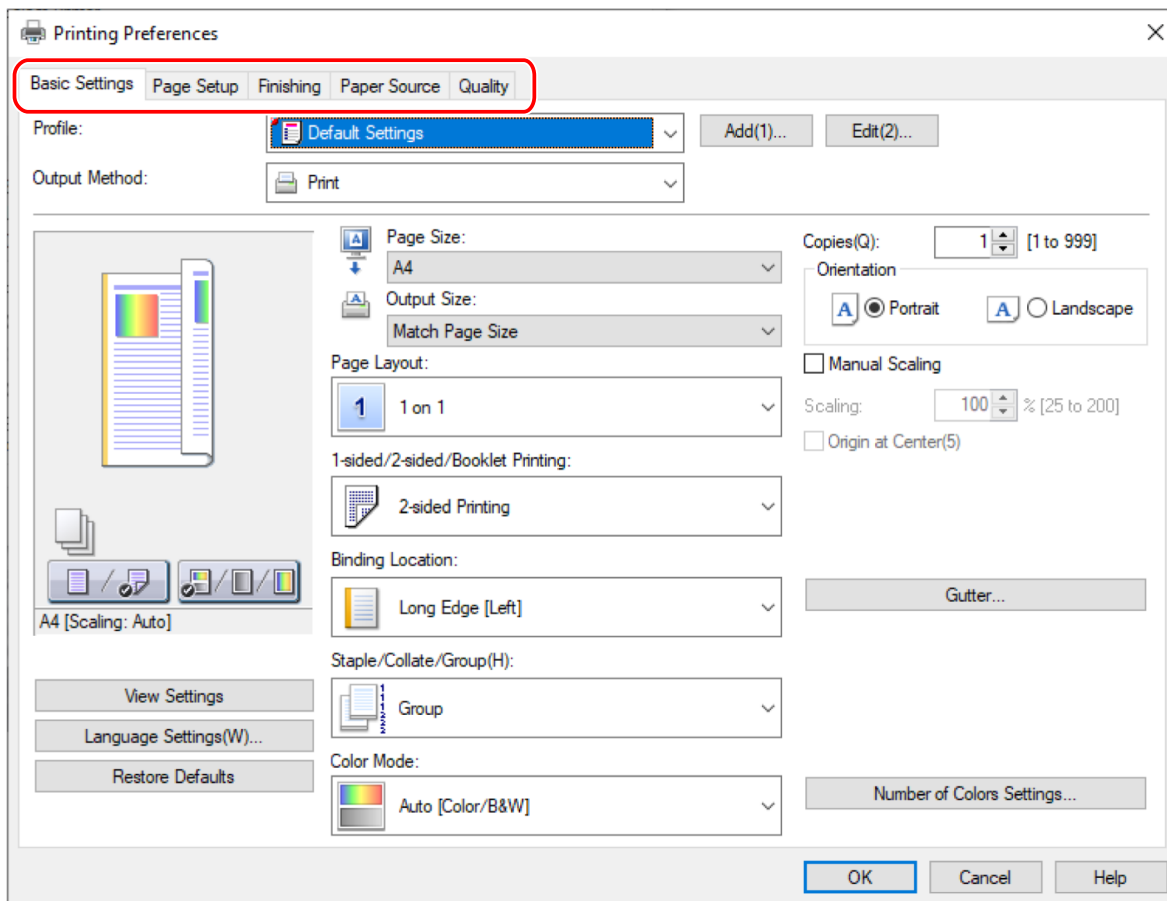 Printing Preferences
Basic Settings Page Setup Finishing Paper Source Quality
Profile: Default Settings Add(1)... Edit(2)...
Output Method: Print
Page Size:
A4
Output Size:
Match Page Size
Page Layout:
1 1 on 1
1-sided/2-sided/Booklet Printing:
2-sided Printing
Binding Location:
Long Edge [Left]
Staple/Collate/Group(H):
Group
Color Mode:
Auto [Color/B&W]
Copies(Q): 1 [1 to 999]
Orientation
A Portrait A Landscape
Manual Scaling
Scaling: 100 % [25 to 200]
Origin at Center(5)
Gutter...
Number of Colors Settings...
A4 [Scaling: Auto]
View Settings
Language Settings(W)...
Restore Defaults
OK Cancel Help